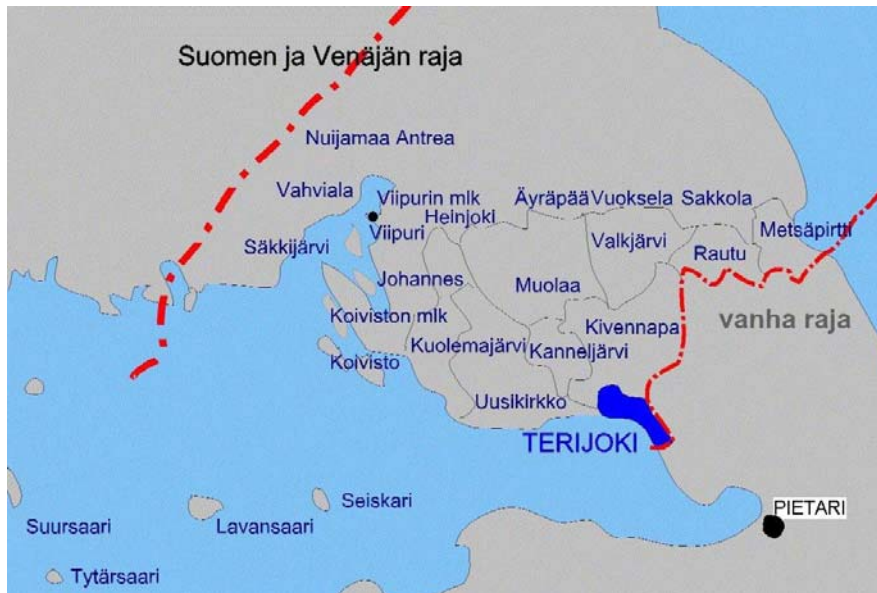 Suomen ja Venäjän raja
Nuijamaa Antrea
Vahviala
Viipurin mlk
Äyräpää Vuoksela Sakkola
Heinjoki
Metsäpirtti
Viipuri
Säkkijärvi
Valkjärvi
Rautu
Johannes
Muolaa
Koiviston mlk
vanha raja
Kivennapa
Kuolemajärvi
Kanneljärvi
Koivisto
Uusikirkko
TERIJOKI
Seiskari
PIETARI
Suursaari
Lavansaari
Tytärsaari